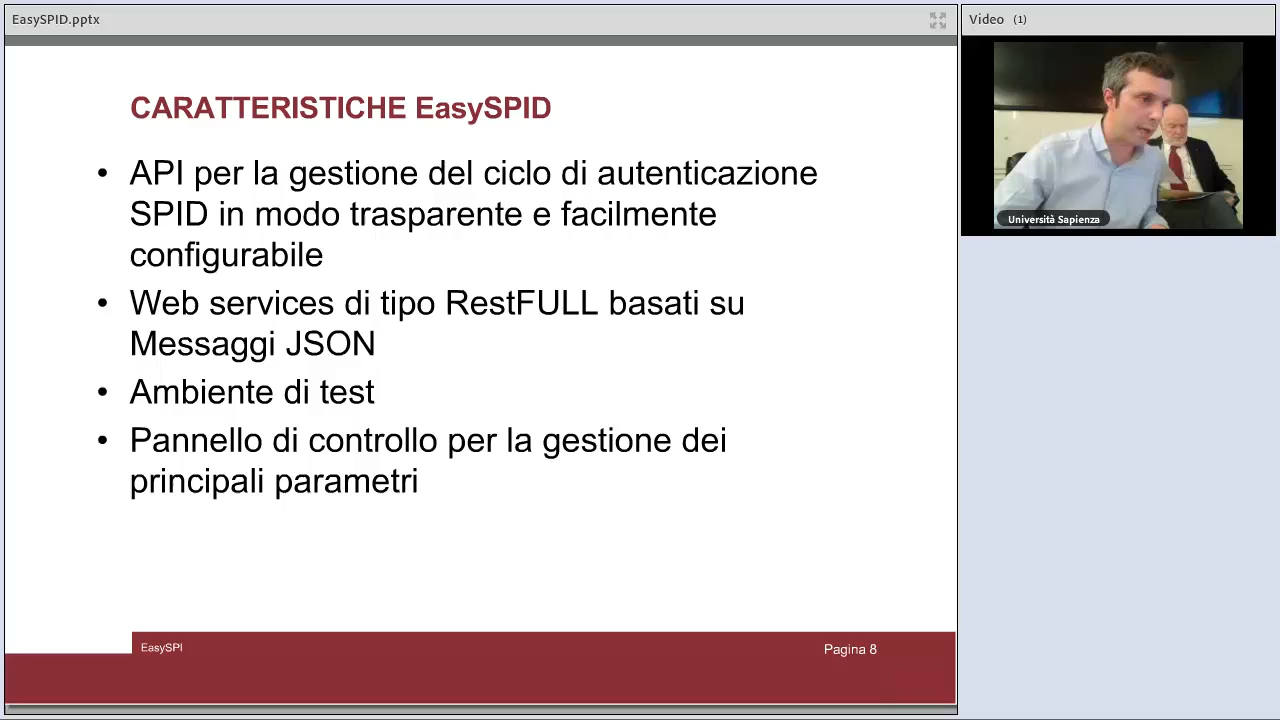 EasySPID.pptx
Video (1)
CARATTERISTICHE EasySPID
• API per la gestione del ciclo di autenticazione
SPID in modo trasparente e facilmente
configurabile
• Web services di tipo RestFULL basati su
Messaggi JSON
• Ambiente di test
• Pannello di controllo per la gestione dei
principali parametri
Università Sapienza
EasySPI
Pagina 8